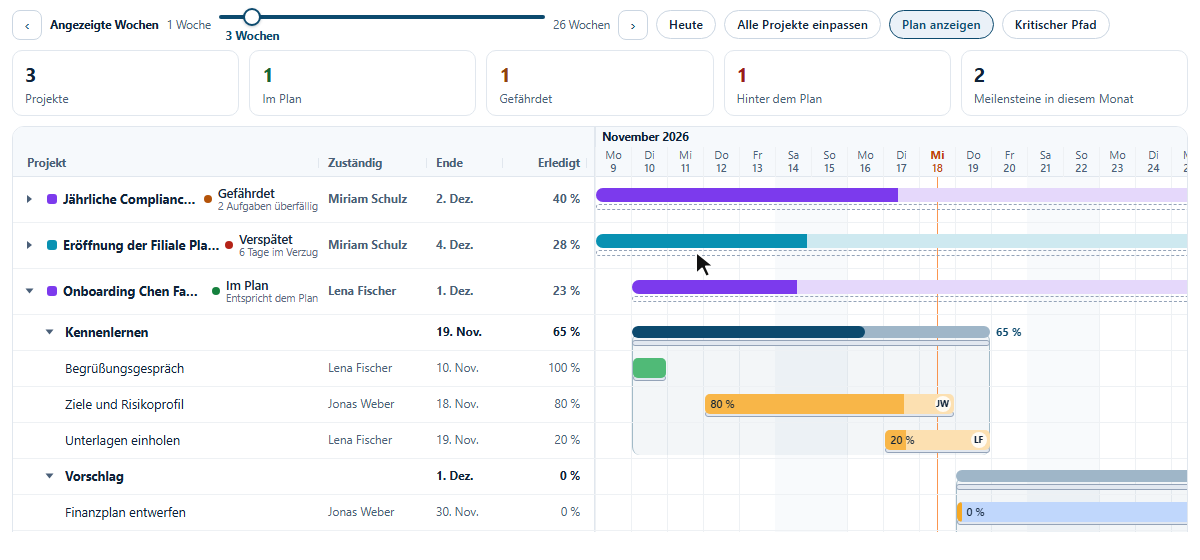 Angezeigte Wochen 1 Woche 3 Wochen 26 Wochen Heute Alle Projekte einpassen Plan anzeigen Kritischer Pfad
3 Projekte
1 Im Plan
1 Gefährdet
1 Hinter dem Plan
2 Meilensteine in diesem Monat
November 2026
Projekt Zuständig Ende Erledigt
Mo 9 Di 10 Mi 11 Do 12 Fr 13 Sa 14 So 15 Mo 16 Di 17 Mi 18 Do 19 Fr 20 Sa 21 So 22 Mo 23 Di 24
Jährliche Complianc... Gefährdet 2 Aufgaben überfällig Miriam Schulz 2. Dez. 40 %
Eröffnung der Filiale Pla... Verspätet 6 Tage im Verzug Miriam Schulz 4. Dez. 28 %
Onboarding Chen Fa... Im Plan Entspricht dem Plan Lena Fischer 1. Dez. 23 %
Kennenlernen 19. Nov. 65 % 65 %
Begrüßungsgespräch Lena Fischer 10. Nov. 100 %
Ziele und Risikoprofil Jonas Weber 18. Nov. 80 % 80 % JW
Unterlagen einholen Lena Fischer 19. Nov. 20 % 20 % LF
Vorschlag 1. Dez. 0 %
Finanzplan entwerfen Jonas Weber 30. Nov. 0 % 0 %